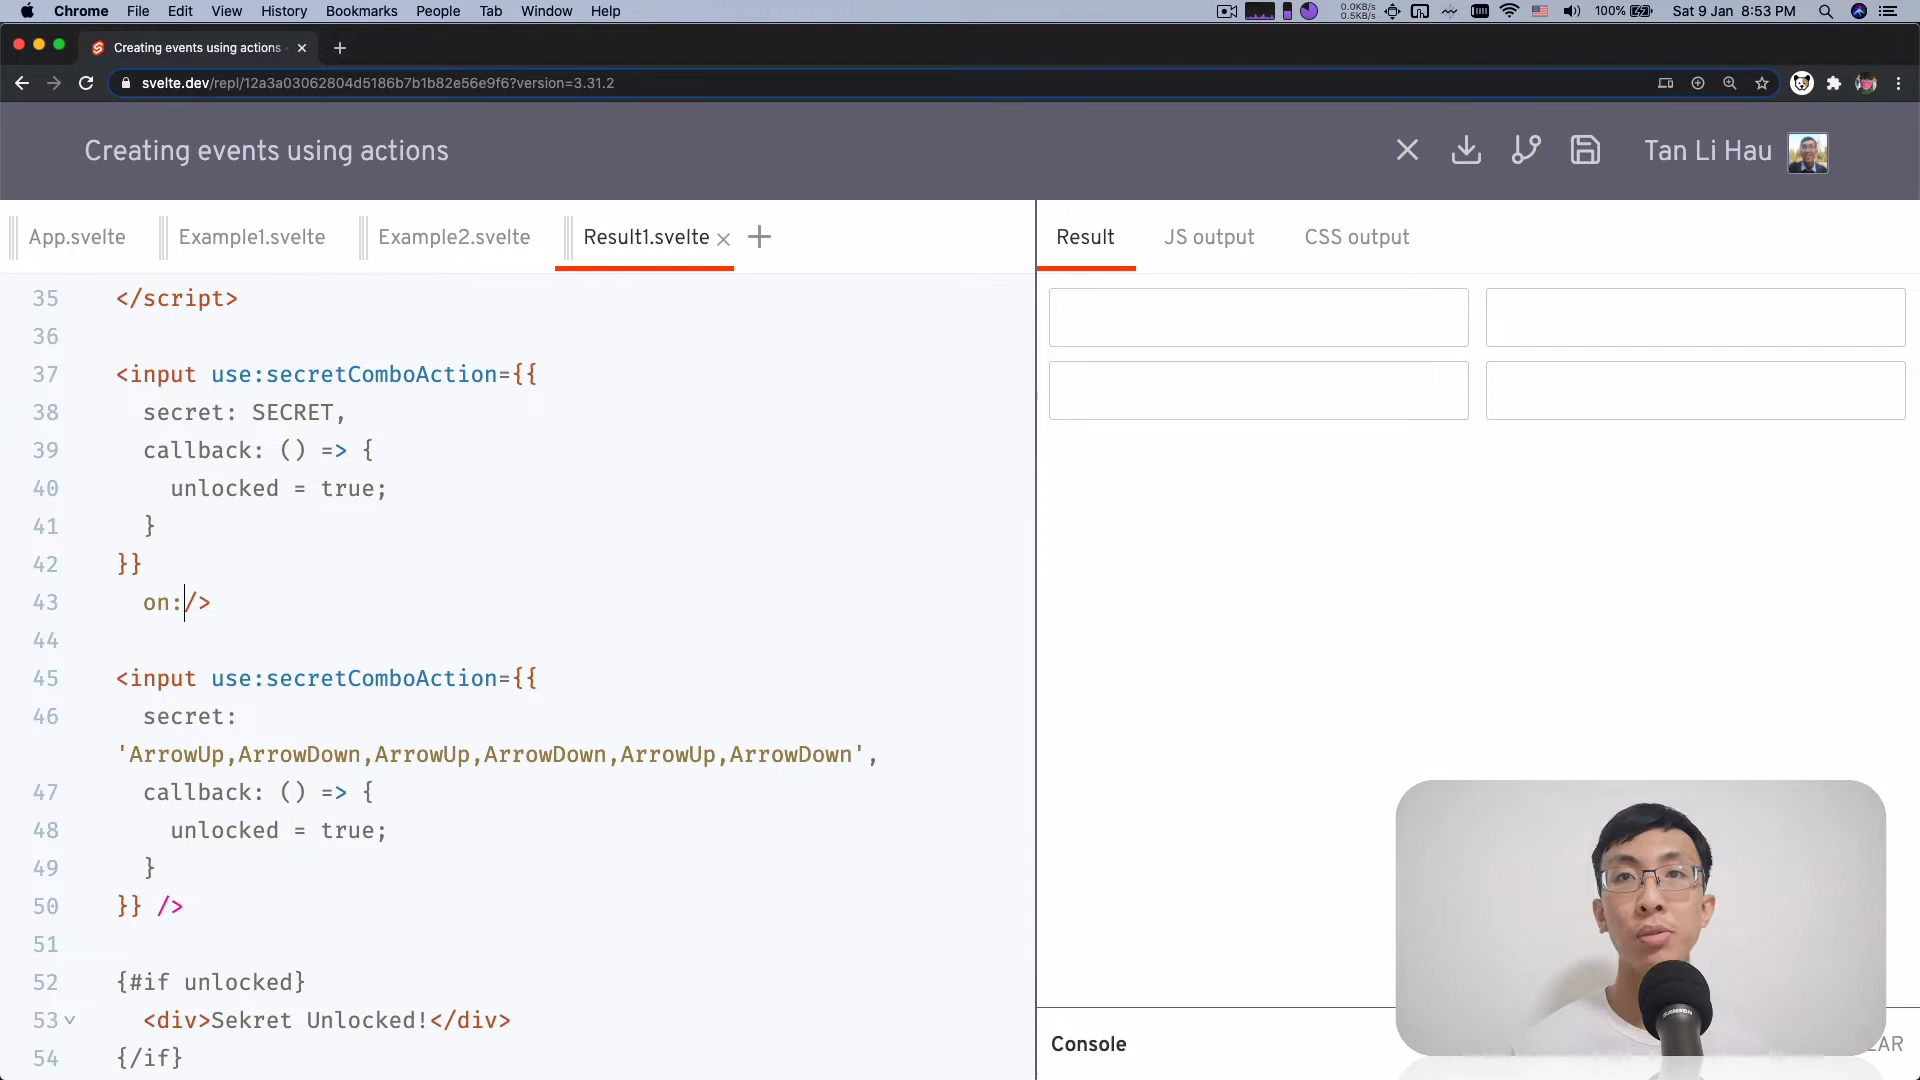 Chrome File Edit View History Bookmarks People Tab Window Help
0.0KB/s
0.5KB/s
100%
Sat 9 Jan 8:53 PM
Creating events using actions
svelte.dev/repl/12a3a03062804d5186b7b1b82e56e9f6?version=3.31.2
Creating events using actions
Tan Li Hau
App.svelte Example1.svelte Example2.svelte Result1.svelte
Result JS output CSS output
35 </script>
36
37 <input use:secretComboAction={{
38 secret: SECRET,
39 callback: () => {
40 unlocked = true;
41 }
42 }}
43 on:/>
44
45 <input use:secretComboAction={{
46 secret:
'ArrowUp,ArrowDown,ArrowUp,ArrowDown,ArrowUp,ArrowDown',
47 callback: () => {
48 unlocked = true;
49 }
50 }} />
51
52 {#if unlocked}
53 <div>Sekret Unlocked!</div>
54 {/if}
Console
SAMSON